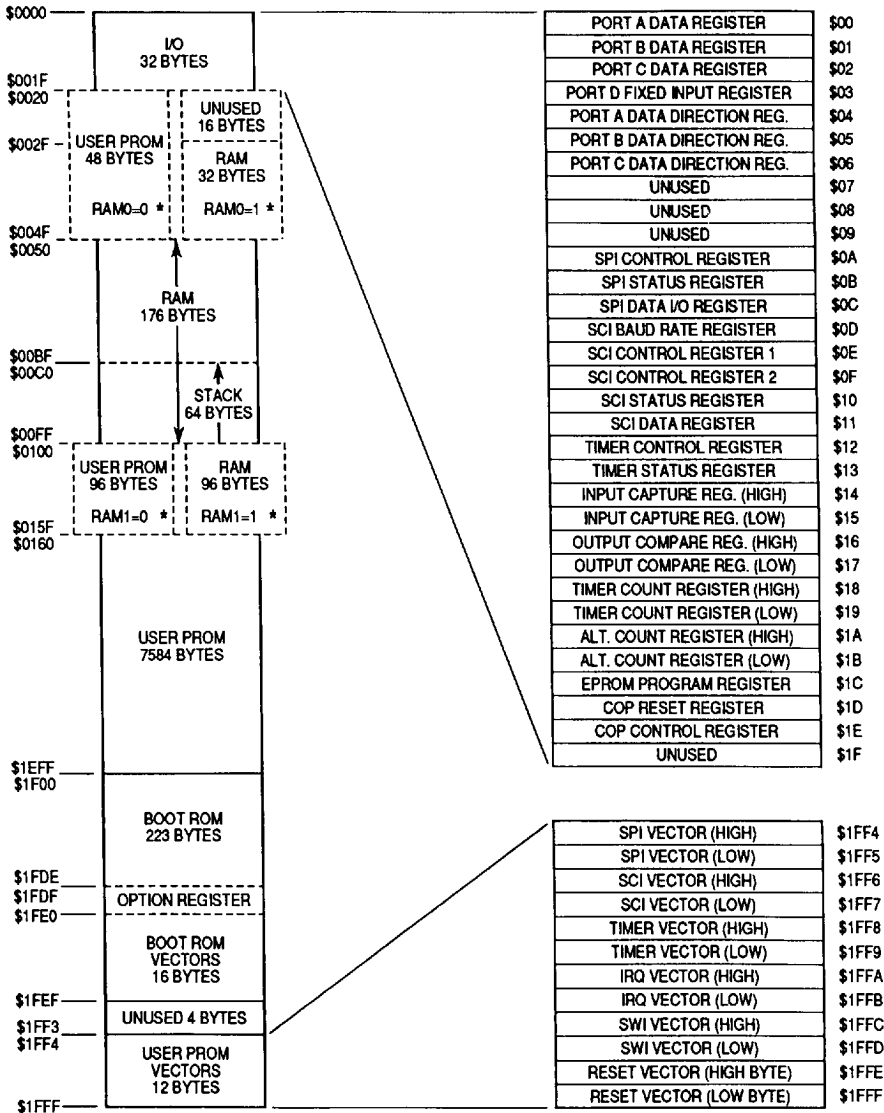 $0000
I/O
32 BYTES
$001F
$0020
USER PROM
48 BYTES
RAM0=0 *
UNUSED
16 BYTES
$002F
RAM
32 BYTES
RAM0=1 *
$004F
$0050
RAM
176 BYTES
$00BF
$00C0
STACK
64 BYTES
$00FF
$0100
USER PROM
96 BYTES
RAM1=0 *
RAM
96 BYTES
RAM1=1 *
$015F
$0160
USER PROM
7584 BYTES
$1EFF
$1F00
BOOT ROM
223 BYTES
$1FDE
$1FDF
OPTION REGISTER
$1FE0
BOOT ROM
VECTORS
16 BYTES
$1FEF
UNUSED 4 BYTES
$1FF3
$1FF4
USER PROM
VECTORS
12 BYTES
$1FFF
PORT A DATA REGISTER $00
PORT B DATA REGISTER $01
PORT C DATA REGISTER $02
PORT D FIXED INPUT REGISTER $03
PORT A DATA DIRECTION REG. $04
PORT B DATA DIRECTION REG. $05
PORT C DATA DIRECTION REG. $06
UNUSED $07
UNUSED $08
UNUSED $09
SPI CONTROL REGISTER $0A
SPI STATUS REGISTER $0B
SPI DATA I/O REGISTER $0C
SCI BAUD RATE REGISTER $0D
SCI CONTROL REGISTER 1 $0E
SCI CONTROL REGISTER 2 $0F
SCI STATUS REGISTER $10
SCI DATA REGISTER $11
TIMER CONTROL REGISTER $12
TIMER STATUS REGISTER $13
INPUT CAPTURE REG. (HIGH) $14
INPUT CAPTURE REG. (LOW) $15
OUTPUT COMPARE REG. (HIGH) $16
OUTPUT COMPARE REG. (LOW) $17
TIMER COUNT REGISTER (HIGH) $18
TIMER COUNT REGISTER (LOW) $19
ALT. COUNT REGISTER (HIGH) $1A
ALT. COUNT REGISTER (LOW) $1B
EPROM PROGRAM REGISTER $1C
COP RESET REGISTER $1D
COP CONTROL REGISTER $1E
UNUSED $1F
SPI VECTOR (HIGH) $1FF4
SPI VECTOR (LOW) $1FF5
SCI VECTOR (HIGH) $1FF6
SCI VECTOR (LOW) $1FF7
TIMER VECTOR (HIGH) $1FF8
TIMER VECTOR (LOW) $1FF9
IRQ VECTOR (HIGH) $1FFA
IRQ VECTOR (LOW) $1FFB
SWI VECTOR (HIGH) $1FFC
SWI VECTOR (LOW) $1FFD
RESET VECTOR (HIGH BYTE) $1FFE
RESET VECTOR (LOW BYTE) $1FFF